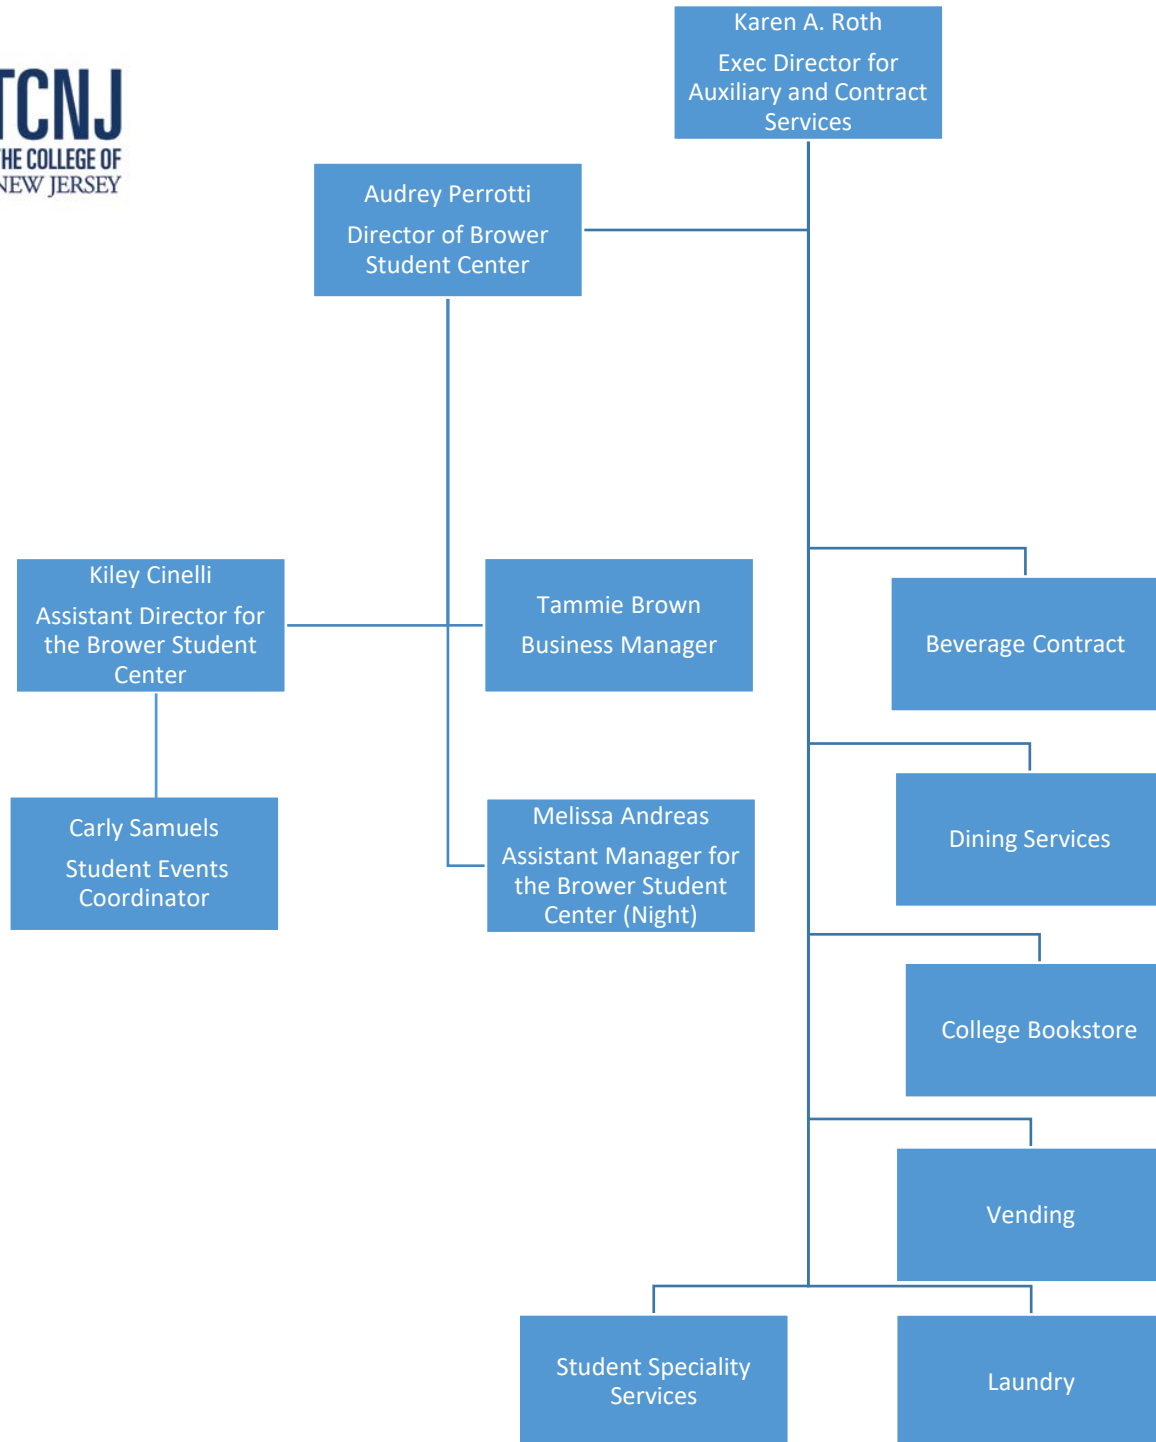 Karen A. Roth
Exec Director for
Auxiliary and Contract
Services
TCNJ
THE COLLEGE OF
NEW JERSEY
Audrey Perrotti
Director of Brower
Student Center
Kiley Cinelli
Assistant Director for
the Brower Student
Center
Tammie Brown
Business Manager
Beverage Contract
Carly Samuels
Student Events
Coordinator
Melissa Andreas
Assistant Manager for
the Brower Student
Center (Night)
Dining Services
College Bookstore
Vending
Student Speciality
Services
Laundry